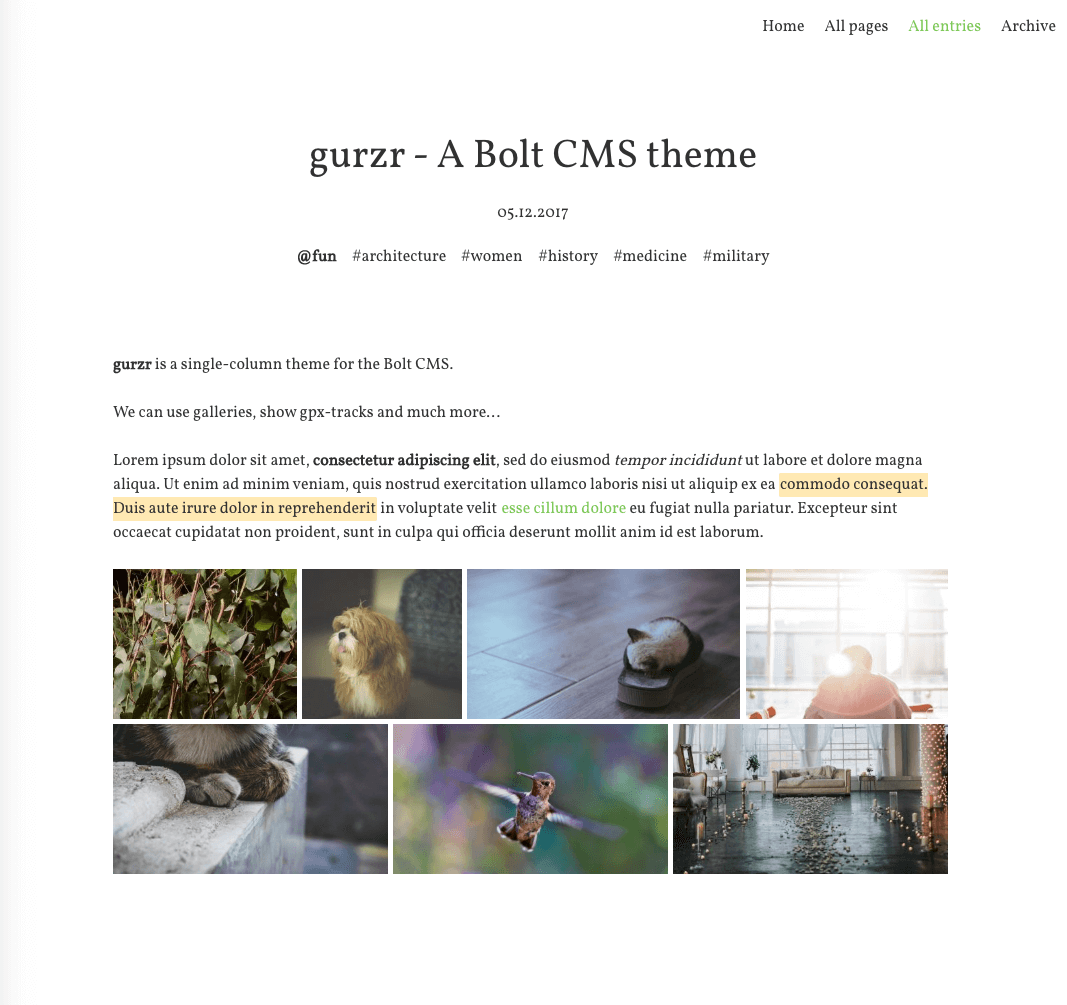 Home All pages All entries Archive
gurzr - A Bolt CMS theme
05.12.2017
@fun #architecture #women #history #medicine #military
gurzr is a single-column theme for the Bolt CMS.
We can use galleries, show gpx-tracks and much more…
Lorem ipsum dolor sit amet, consectetur adipiscing elit, sed do eiusmod tempor incididunt ut labore et dolore magna
aliqua. Ut enim ad minim veniam, quis nostrud exercitation ullamco laboris nisi ut aliquip ex ea commodo consequat.
Duis aute irure dolor in reprehenderit in voluptate velit esse cillum dolore eu fugiat nulla pariatur. Excepteur sint
occaecat cupidatat non proident, sunt in culpa qui officia deserunt mollit anim id est laborum.